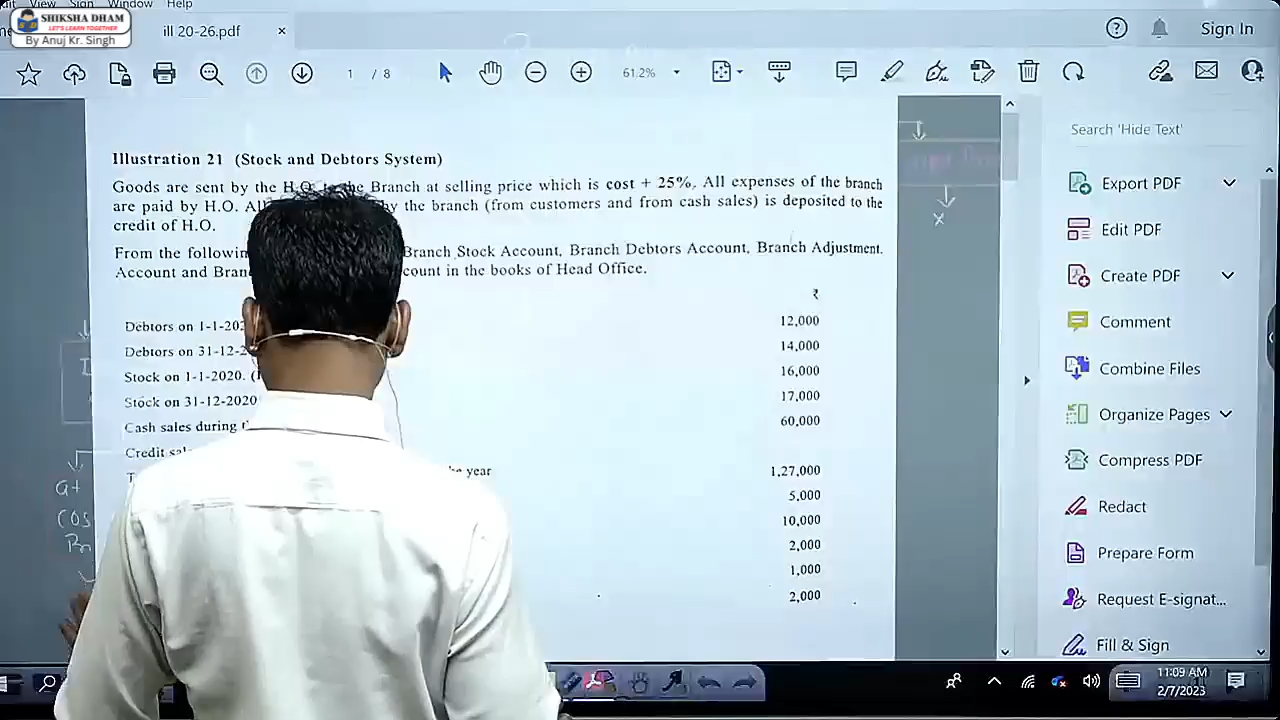 View Sign Window Help
SHIKSHA DHAM
LET'S LEARN TOGETHER
By Anuj Kr. Singh
ill 20-26.pdf ×
Sign In
1 / 8 61.2%
Illustration 21 (Stock and Debtors System)
Goods are sent by the H.O. to the Branch at selling price which is cost + 25%. All expenses of the branch
are paid by H.O. All by the branch (from customers and from cash sales) is deposited to the
credit of H.O.
From the following Branch Stock Account, Branch Debtors Account, Branch Adjustment.
Account and Bran count in the books of Head Office.
₹
Debtors on 1-1-202 12,000
Debtors on 31-12-2 14,000
Stock on 1-1-2020. ( 16,000
Stock on 31-12-2020 17,000
Cash sales during t 60,000
Credit sal
year 1,27,000
5,000
10,000
2,000
1,000
2,000
Search 'Hide Text'
Export PDF
Edit PDF
Create PDF
Comment
Combine Files
Organize Pages
Compress PDF
Redact
Prepare Form
Request E-signat...
Fill & Sign
11:09 AM
2/7/2023